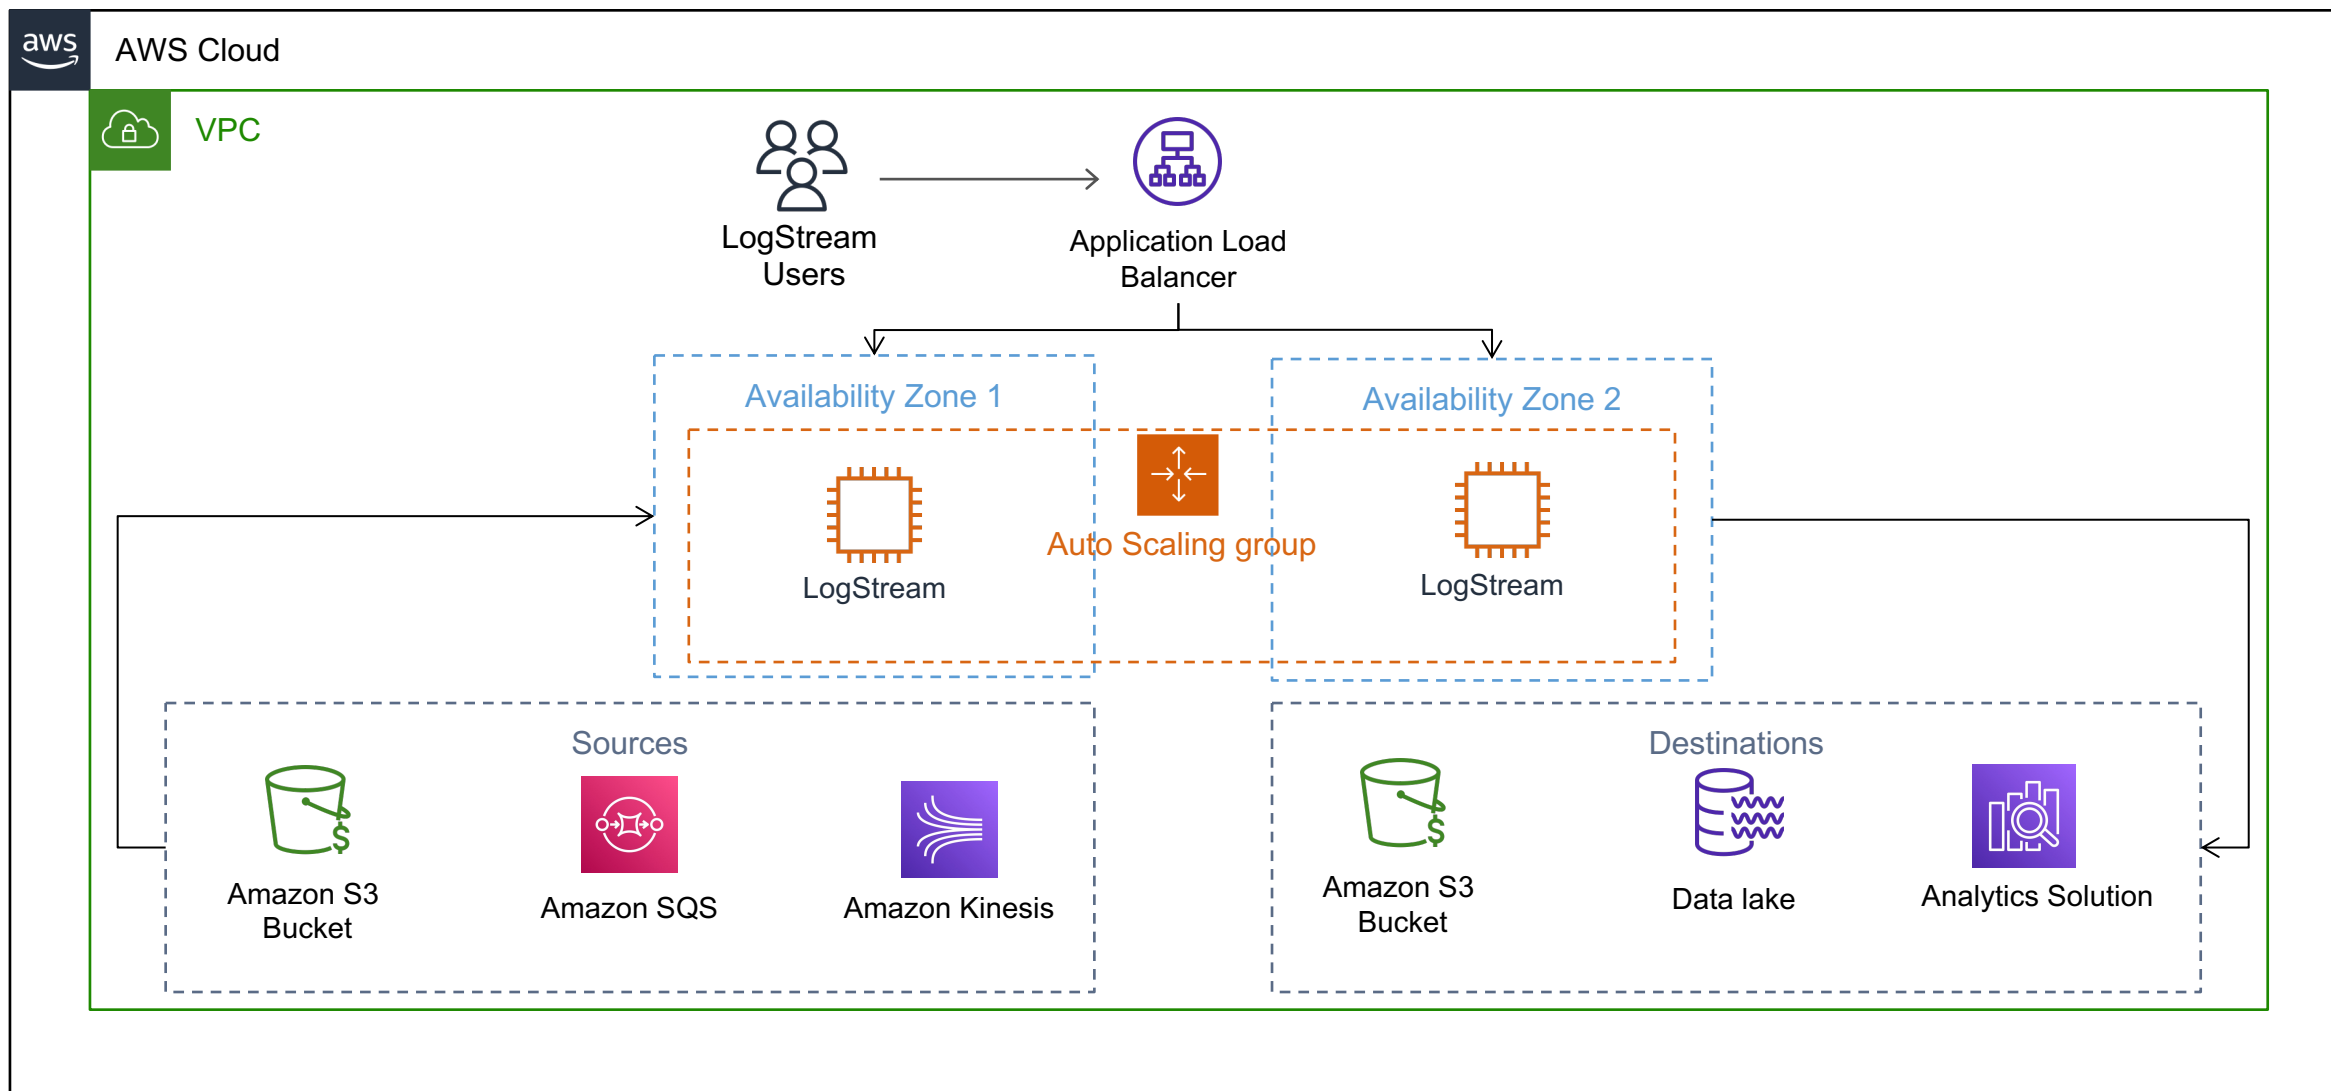 aws
AWS Cloud
VPC
LogStream
Users
Application Load
Balancer
Availability Zone 1
Availability Zone 2
Auto Scaling group
LogStream
LogStream
Sources
Destinations
$
$
Amazon S3
Bucket
Amazon SQS
Amazon Kinesis
Amazon S3
Bucket
Data lake
Analytics Solution